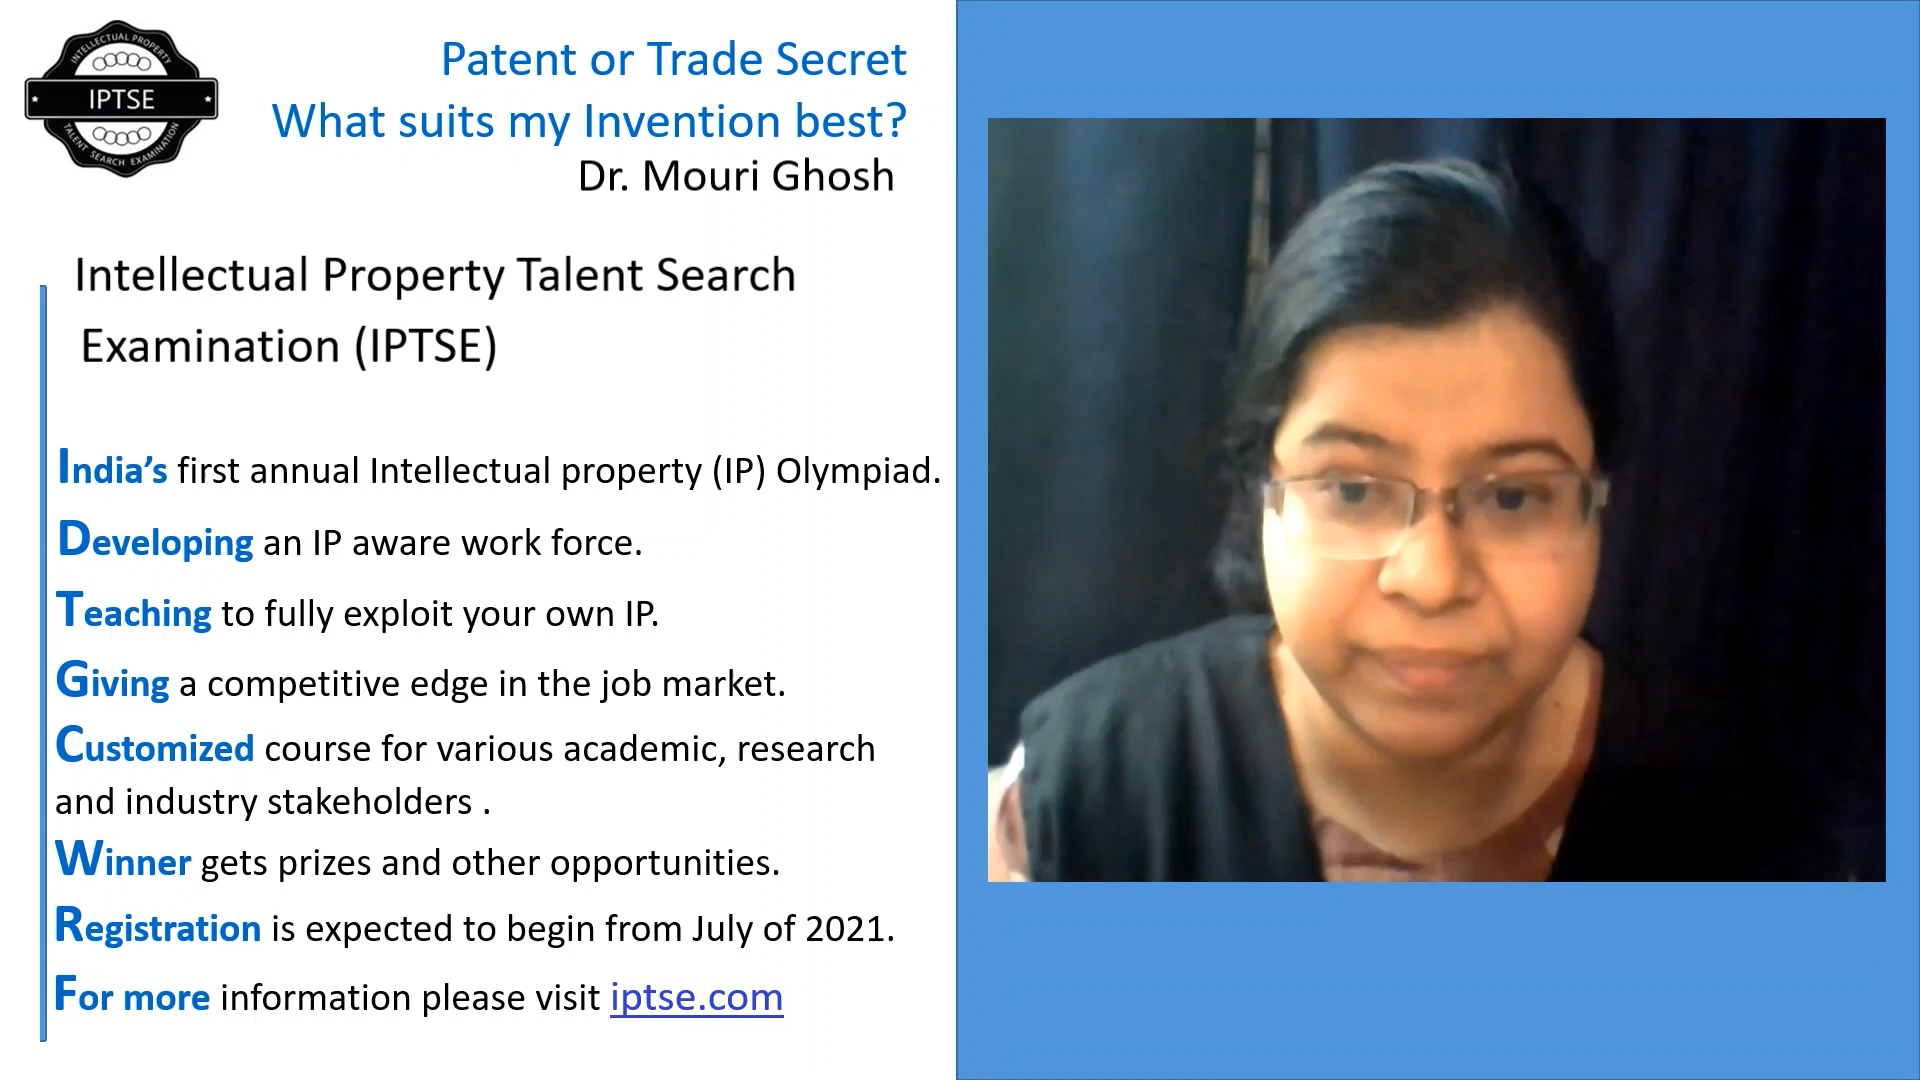 INTELLECTUAL PROPERTY
IPTSE
TALENT SEARCH EXAMINATION
Patent or Trade Secret
What suits my Invention best?
Dr. Mouri Ghosh
Intellectual Property Talent Search
Examination (IPTSE)
India’s first annual Intellectual property (IP) Olympiad.
Developing an IP aware work force.
Teaching to fully exploit your own IP.
Giving a competitive edge in the job market.
Customized course for various academic, research
and industry stakeholders .
Winner gets prizes and other opportunities.
Registration is expected to begin from July of 2021.
For more information please visit iptse.com